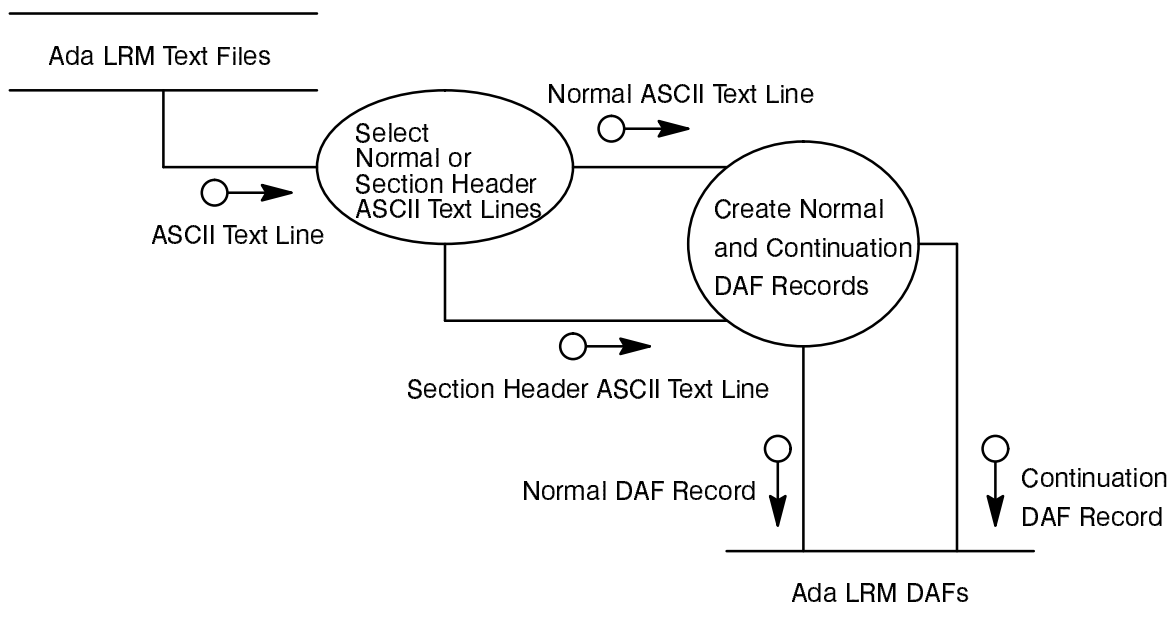 Ada LRM Text Files
Normal ASCII Text Line
Select
Normal or
Section Header
ASCII Text Lines
ASCII Text Line
Create Normal
and Continuation
DAF Records
Section Header ASCII Text Line
Normal DAF Record
Continuation
DAF Record
Ada LRM DAFs